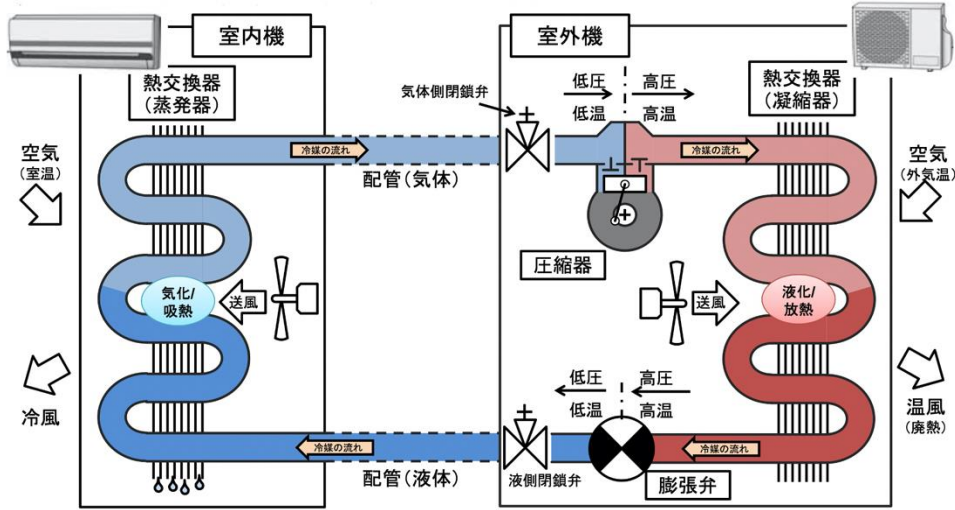 室内機
室外機
熱交換器
(蒸発器)
気体側閉鎖弁
低圧
高圧
低温
高温
熱交換器
(凝縮器)
空気
(室温)
冷媒の流れ
配管(気体)
冷媒の流れ
空気
(外気温)
圧縮器
気化/
吸熱
送風
送風
液化/
放熱
冷風
低圧
高圧
低温
高温
温風
(廃熱)
冷媒の流れ
配管(液体)
液側閉鎖弁
冷媒の流れ
膨張弁